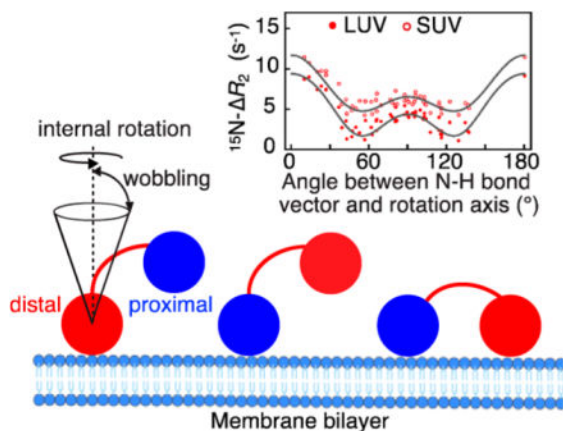 LUV SUV
¹⁵N-ΔR₂ (s⁻¹)
15
10
5
0
0 60 120 180
Angle between N-H bond
vector and rotation axis (°)
internal rotation
wobbling
distal
proximal
Membrane bilayer